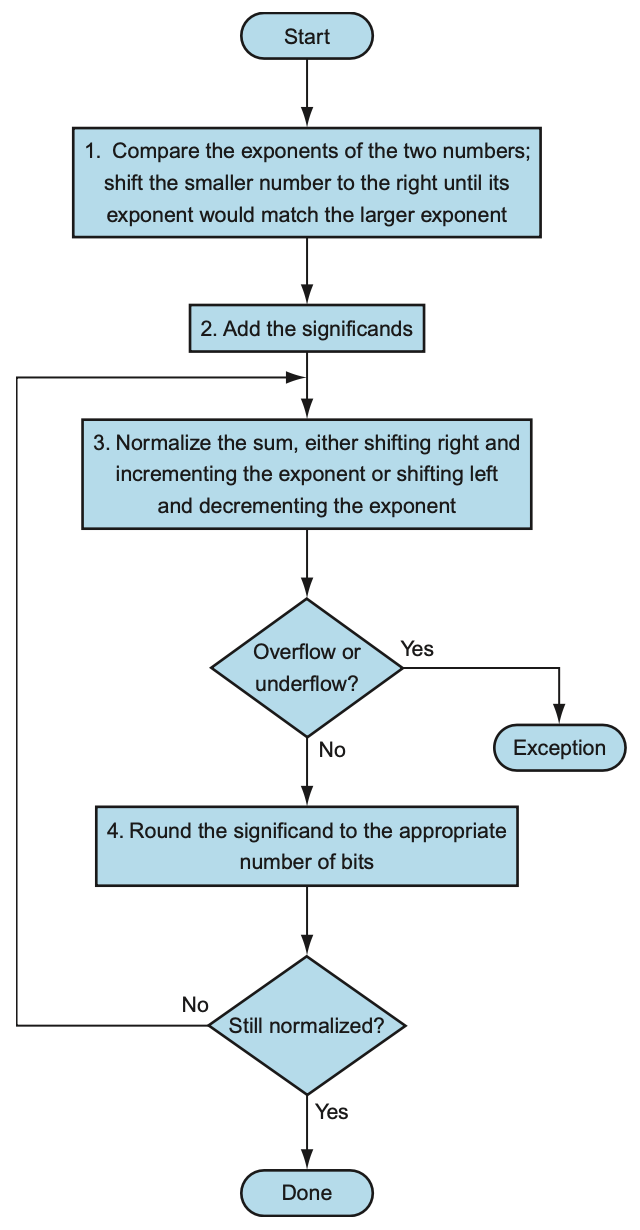 Start
1. Compare the exponents of the two numbers;
shift the smaller number to the right until its
exponent would match the larger exponent
2. Add the significands
3. Normalize the sum, either shifting right and
incrementing the exponent or shifting left
and decrementing the exponent
Overflow or
underflow?
Yes
Exception
No
4. Round the significand to the appropriate
number of bits
No
Still normalized?
Yes
Done